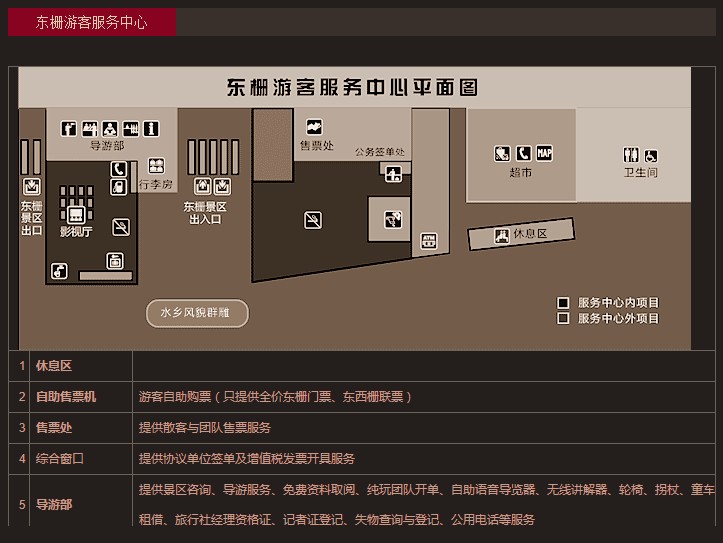 东栅游客服务中心
东栅游客服务中心平面图
导游部
售票处
公务签单处
行李房
超市
卫生间
东栅
景区
出口
影视厅
东栅景区
出入口
ATM
MAP
休息区
水乡风貌群雕
服务中心内项目
服务中心外项目
1 休息区
2 自助售票机 游客自助购票（只提供全价东栅门票、东西栅联票）
3 售票处 提供散客与团队售票服务
4 综合窗口 提供协议单位签单及增值税发票开具服务
5 导游部 提供景区咨询、导游服务、免费资料取阅、纯玩团队开单、自助语音导览器、无线讲解器、轮椅、拐杖、童车
租借、旅行社经理资格证、记者证登记、失物查询与登记、公用电话等服务